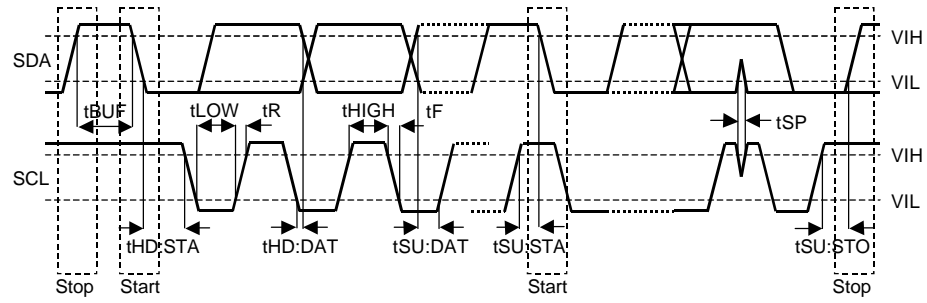 VIH
SDA
VIL
tBUF tLOW tR tHIGH tF
tSP
VIH
SCL
VIL
tHD:STA tHD:DAT tSU:DAT tSU:STA tSU:STO
Stop Start Start Stop